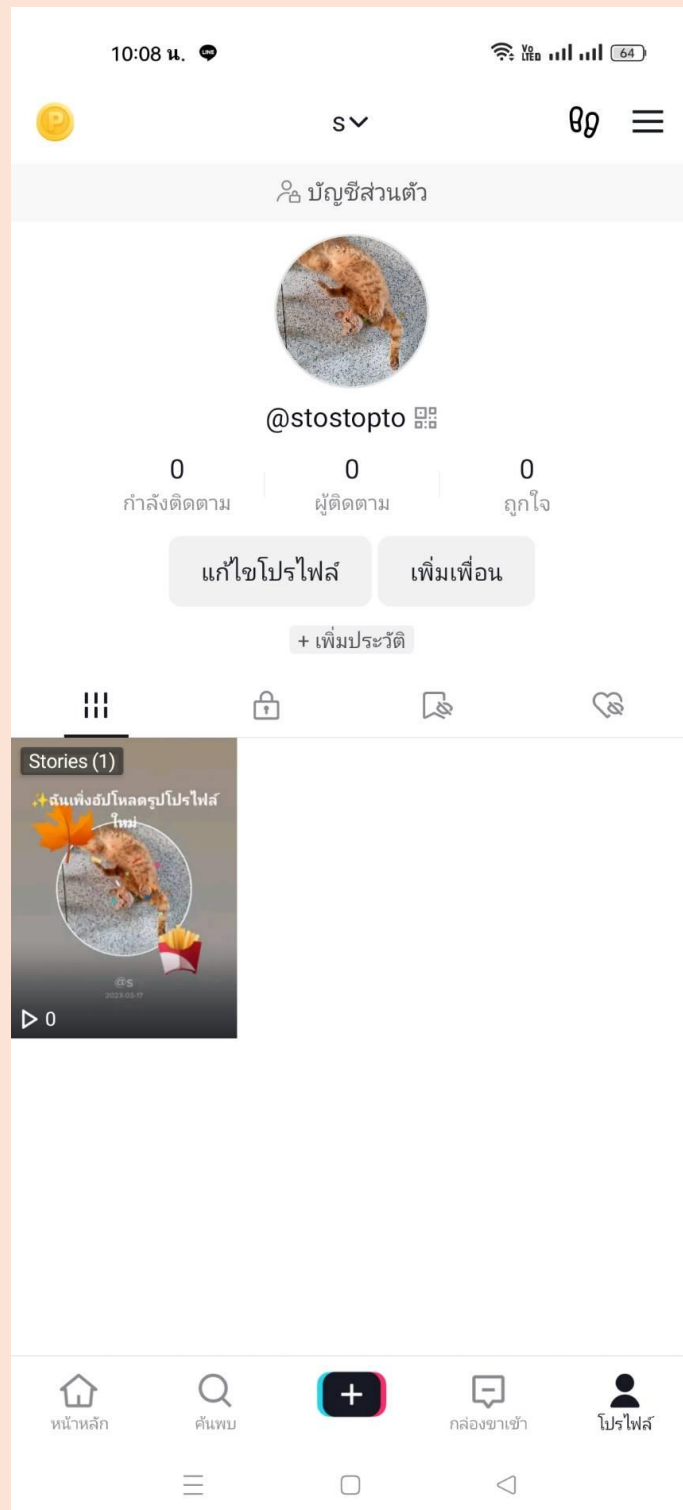 10:08 น.
64
s
บัญชีส่วนตัว
@stostopto
0
0
0
กำลังติดตาม
ผู้ติดตาม
ถูกใจ
แก้ไขโปรไฟล์
เพิ่มเพื่อน
+ เพิ่มประวัติ
Stories (1)
✨ฉันเพิ่งอัปโหลดรูปโปรไฟล์
ใหม่
@s
2023-03-17
0
หน้าหลัก
ค้นพบ
กล่องขาเข้า
โปรไฟล์